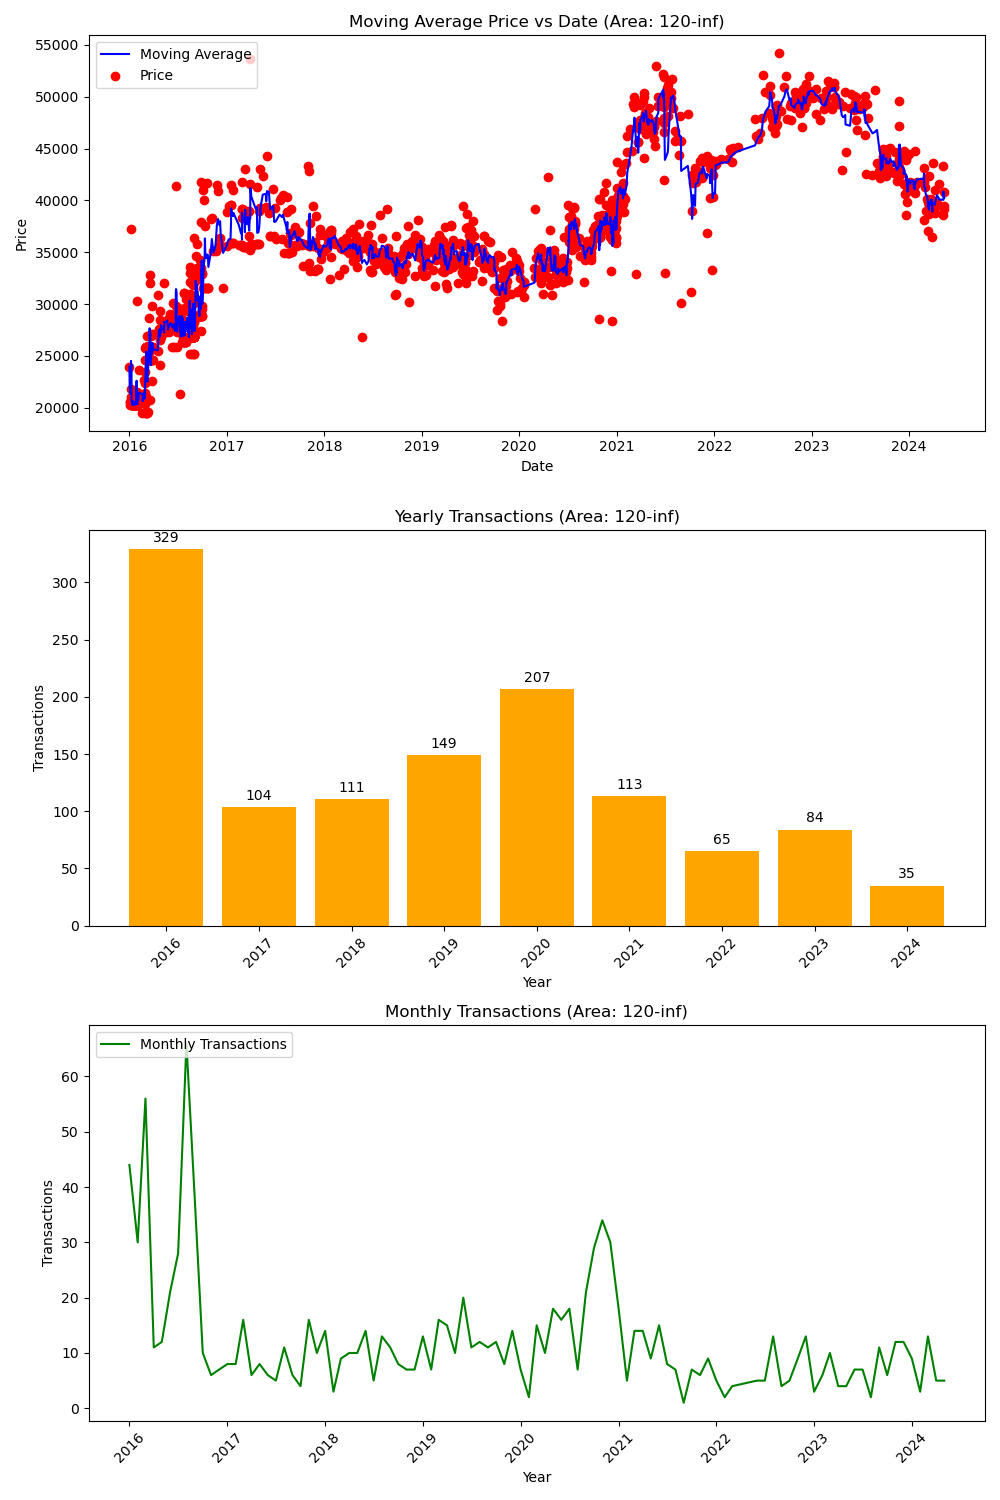 Moving Average Price vs Date (Area: 120-inf)
Moving Average
Price
55000
50000
45000
40000
35000
30000
25000
20000
Price
2016 2017 2018 2019 2020 2021 2022 2023 2024
Date
Yearly Transactions (Area: 120-inf)
329
104
111
149
207
113
65
84
35
300
250
200
150
100
50
0
Transactions
2016 2017 2018 2019 2020 2021 2022 2023 2024
Year
Monthly Transactions (Area: 120-inf)
Monthly Transactions
60
50
40
30
20
10
0
Transactions
2016 2017 2018 2019 2020 2021 2022 2023 2024
Year